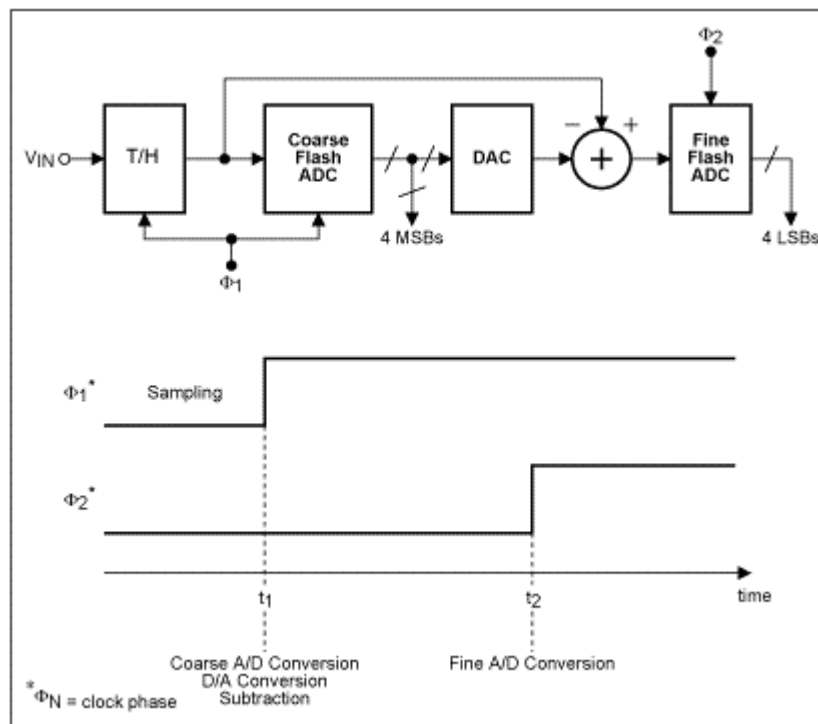 Φ2
VIN
T/H
Coarse
Flash
ADC
DAC
− +
+
Fine
Flash
ADC
4 MSBs
4 LSBs
Φ1
Φ1*
Sampling
Φ2*
t1
t2
time
Coarse A/D Conversion
D/A Conversion
Subtraction
Fine A/D Conversion
*ΦN = clock phase